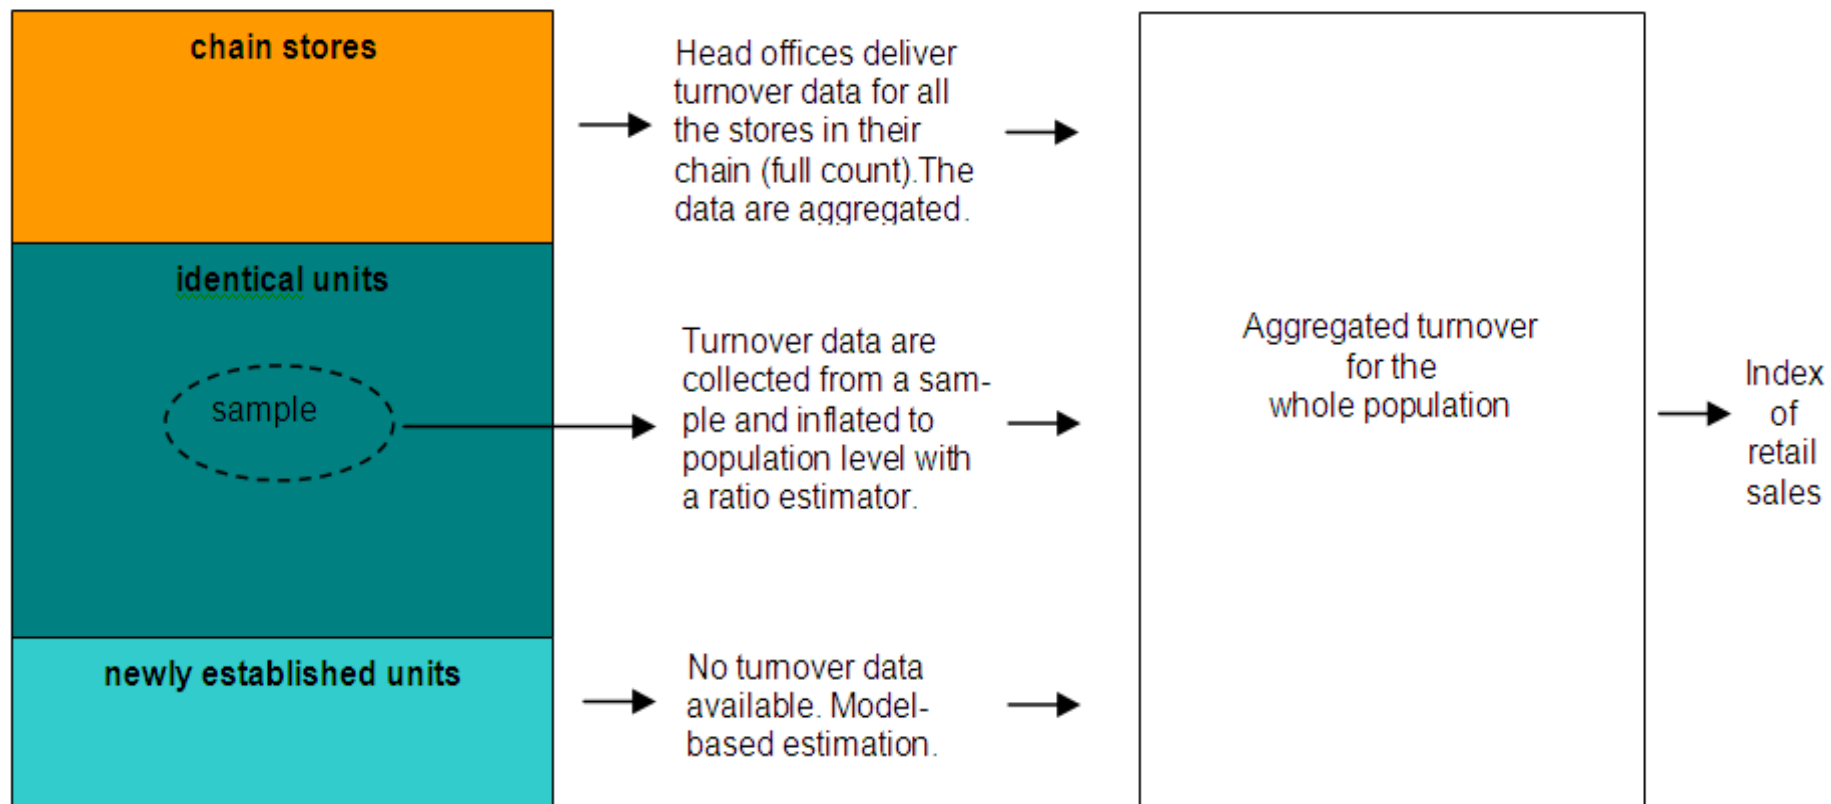 chain stores
Head offices deliver
turnover data for all
the stores in their
chain (full count).The
data are aggregated.
identical units
sample
Turnover data are
collected from a sam-
ple and inflated to
population level with
a ratio estimator.
newly established units
No turnover data
available. Model-
based estimation.
Aggregated turnover
for the
whole population
Index
of
retail
sales